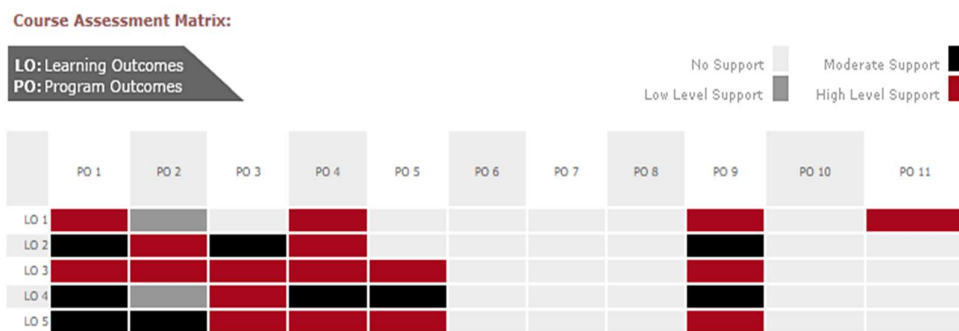 Course Assessment Matrix:
LO: Learning Outcomes
PO: Program Outcomes
No Support
Moderate Support
Low Level Support
High Level Support
PO 1 PO 2 PO 3 PO 4 PO 5 PO 6 PO 7 PO 8 PO 9 PO 10 PO 11
LO 1
LO 2
LO 3
LO 4
LO 5